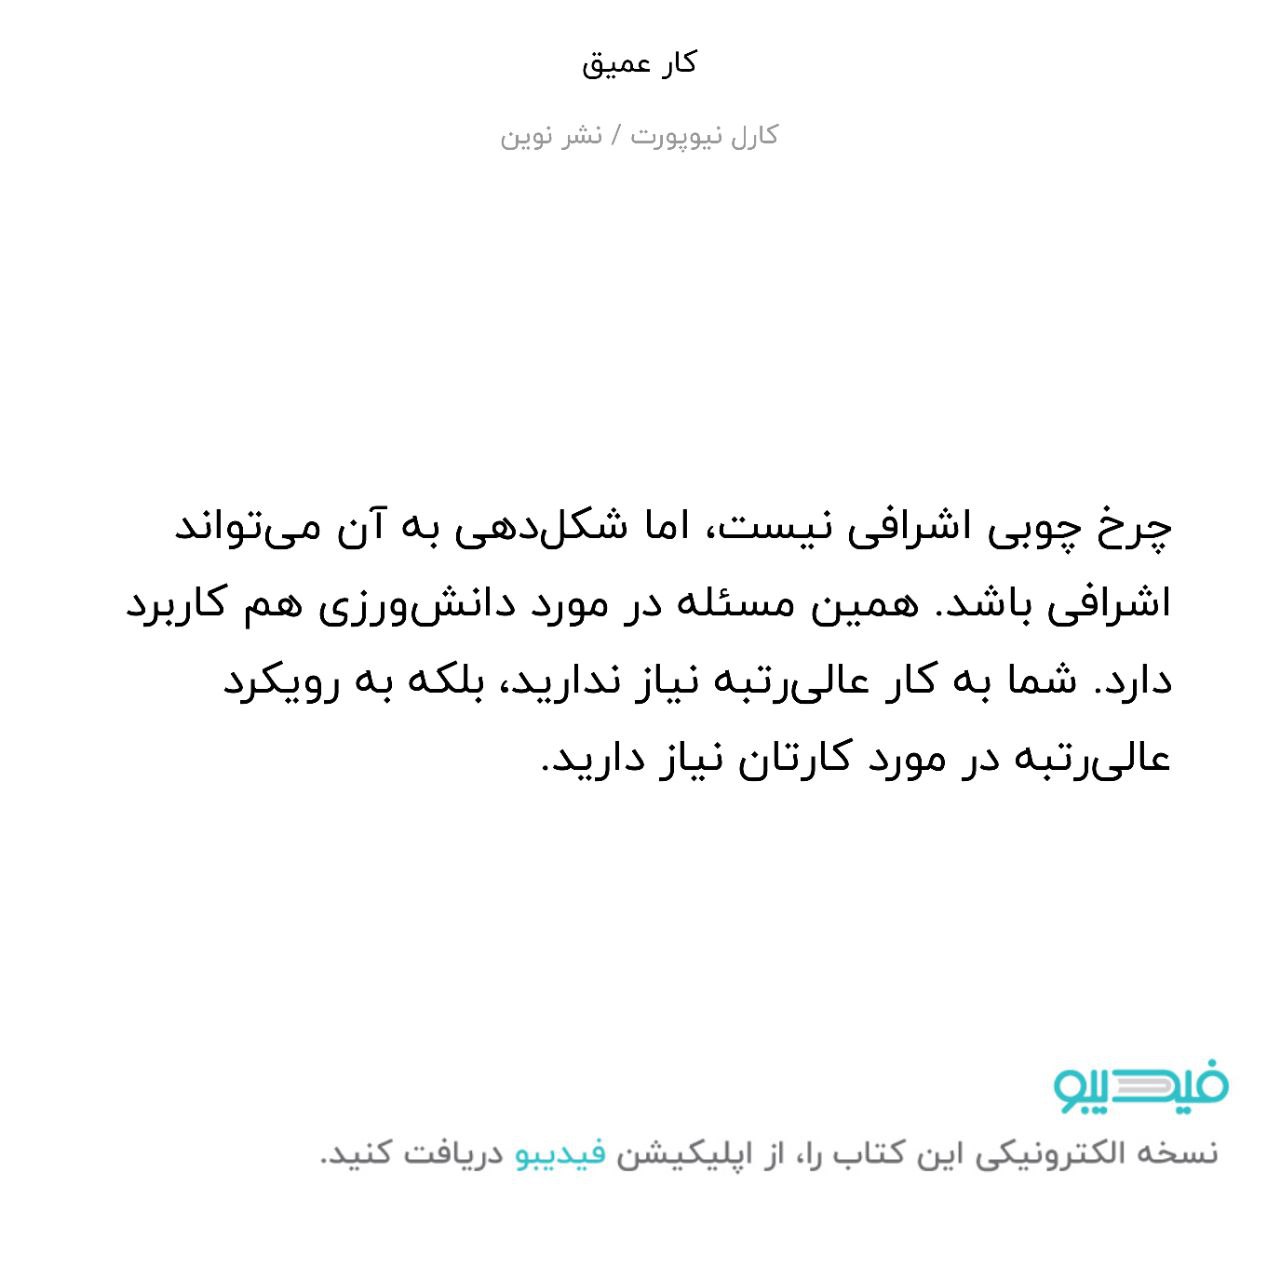 کار عمیق
کارل نیوپورت / نشر نوین
چرخ چوبی اشرافی نیست، اما شکل‌دهی به آن می‌تواند
اشرافی باشد. همین مسئله در مورد دانش‌ورزی هم کاربرد
دارد. شما به کار عالی‌رتبه نیاز ندارید، بلکه به رویکرد
عالی‌رتبه در مورد کارتان نیاز دارید.
فیدیبو
نسخه الکترونیکی این کتاب را، از اپلیکیشن فیدیبو دریافت کنید.